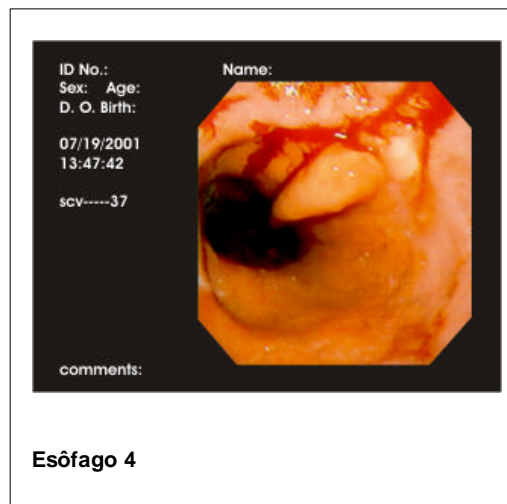 ID No.: Name:
Sex: Age:
D. O. Birth:
07/19/2001
13:47:42
scv-----37
comments:
Esôfago 4